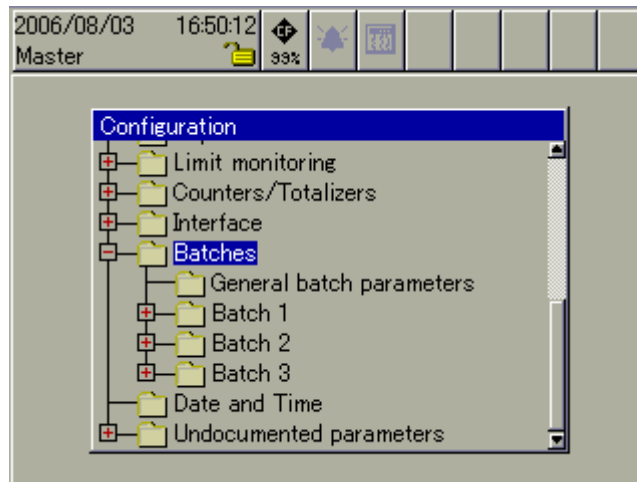 2006/08/03 16:50:12
Master
99%
Configuration
Limit monitoring
Counters/Totalizers
Interface
Batches
General batch parameters
Batch 1
Batch 2
Batch 3
Date and Time
Undocumented parameters